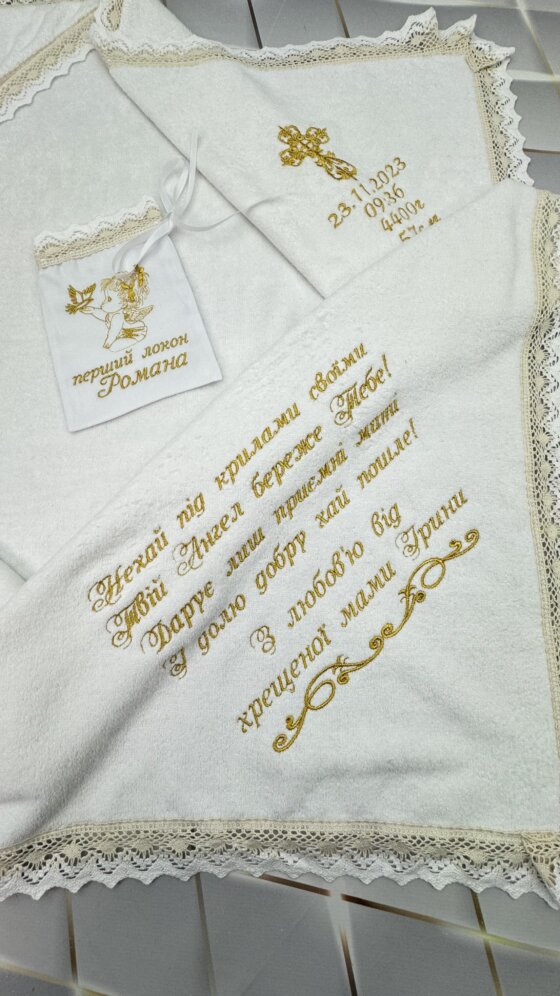 23.11.2023
09:36
4400г
57см
перший локон
Романа
Нехай під крилами своїми
Твій Ангел береже Тебе!
Дарує лиш приємні миті
І долю добру хай пошле!
З любов'ю від
хрещеної мами Ірини